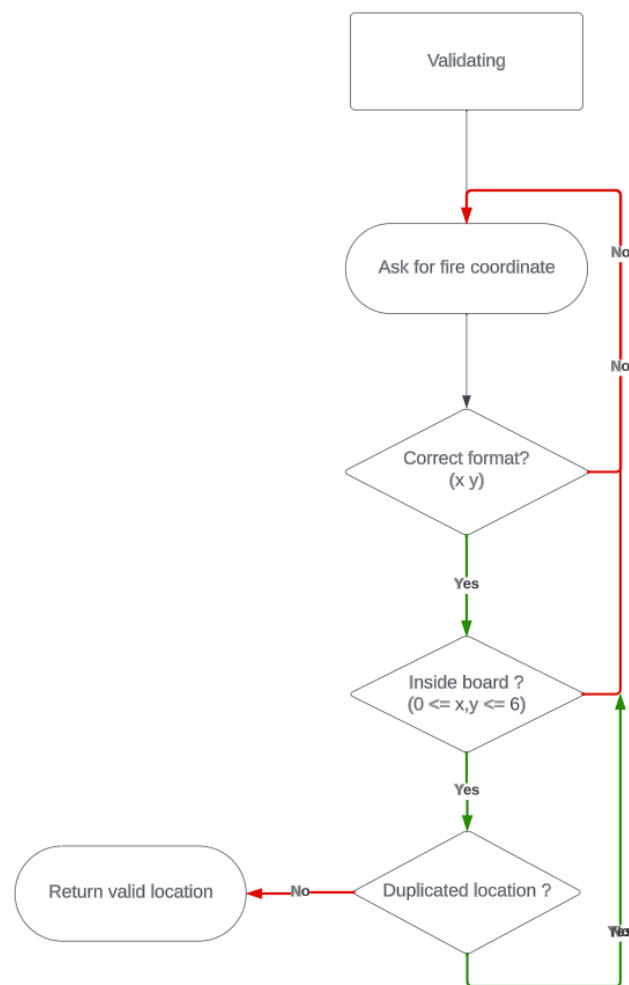 Validating
Ask for fire coordinate
No
No
Correct format?
(x y)
Yes
Inside board ?
(0 <= x,y <= 6)
Yes
Return valid location
No
Duplicated location ?